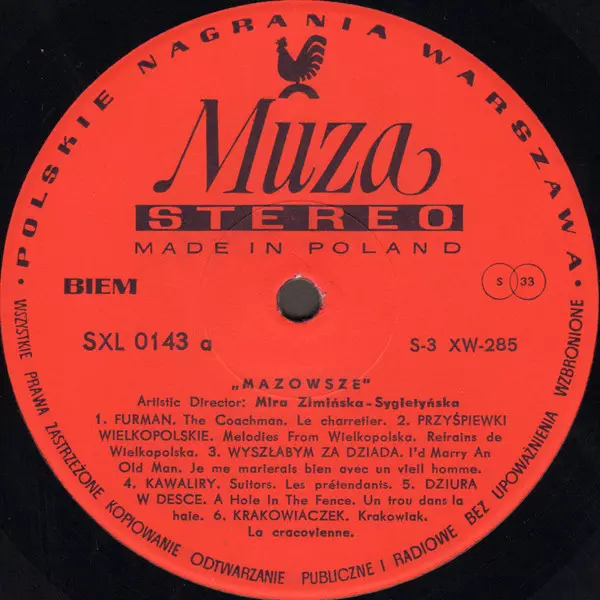 • POLSKIE NAGRANIA WARSZAWA •
Muza
STEREO
MADE IN POLAND
BIEM
S 33
SXL 0143 a
S-3 XW-285
„MAZOWSZE"
Artistic Director: Mira Zimińska-Sygietyńska
1. FURMAN. The Coachman. Le charretier. 2. PRZYŚPIEWKI
WIELKOPOLSKIE. Melodies From Wielkopolska. Refrains de
Wielkopolska. 3. WYSZŁABYM ZA DZIADA. I'd Marry An
Old Man. Je me marierais bien avec un vieil homme.
4. KAWALIRY. Suitors. Les prétendants. 5. DZIURA
W DESCE. A Hole In The Fence. Un trou dans la
haie. 6. KRAKOWIACZEK. Krakowiak.
La cracovienne.
WSZYSTKIE PRAWA ZASTRZEŻONE KOPIOWANIE ODTWARZANIE PUBLICZNE I RADIOWE BEZ UPOWAŻNIENIA WZBRONIONE